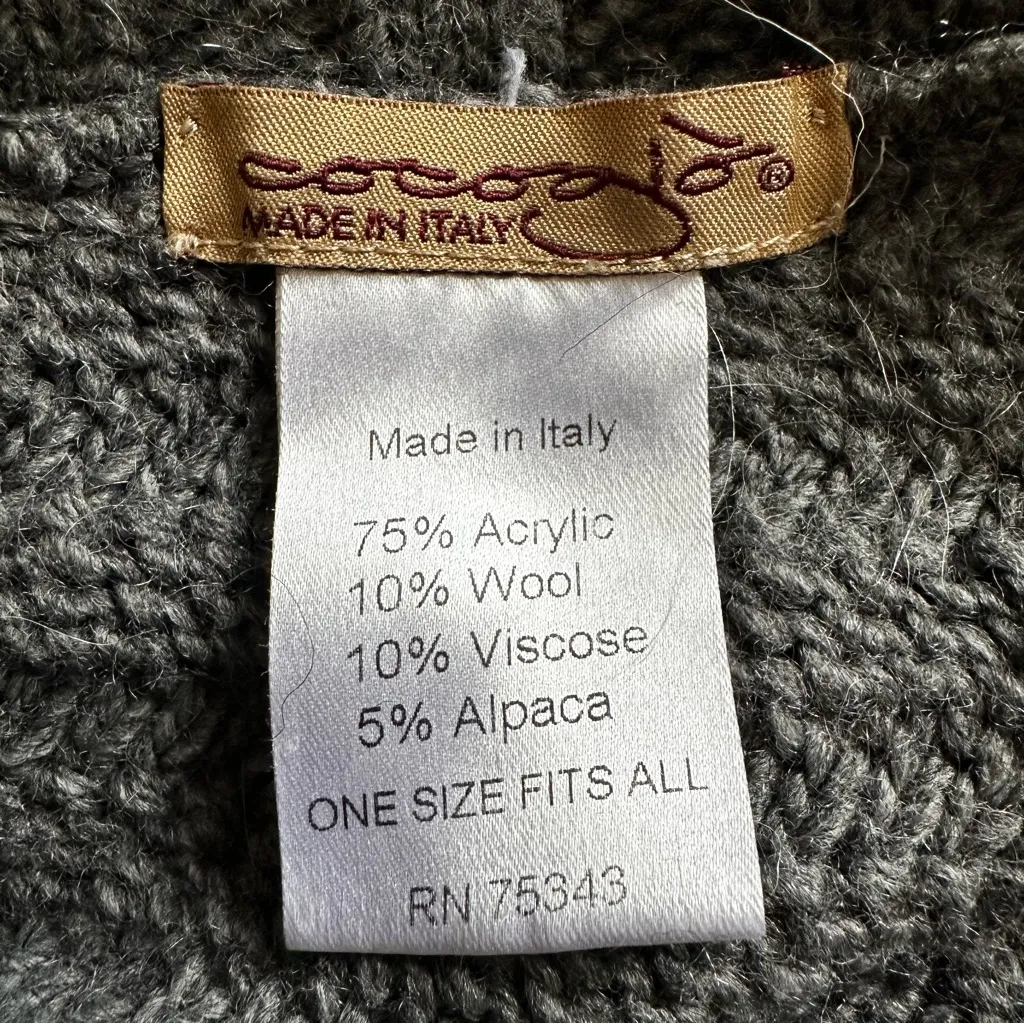 cocogio®
MADE IN ITALY
Made in Italy
75% Acrylic
10% Wool
10% Viscose
5% Alpaca
ONE SIZE FITS ALL
RN 75343